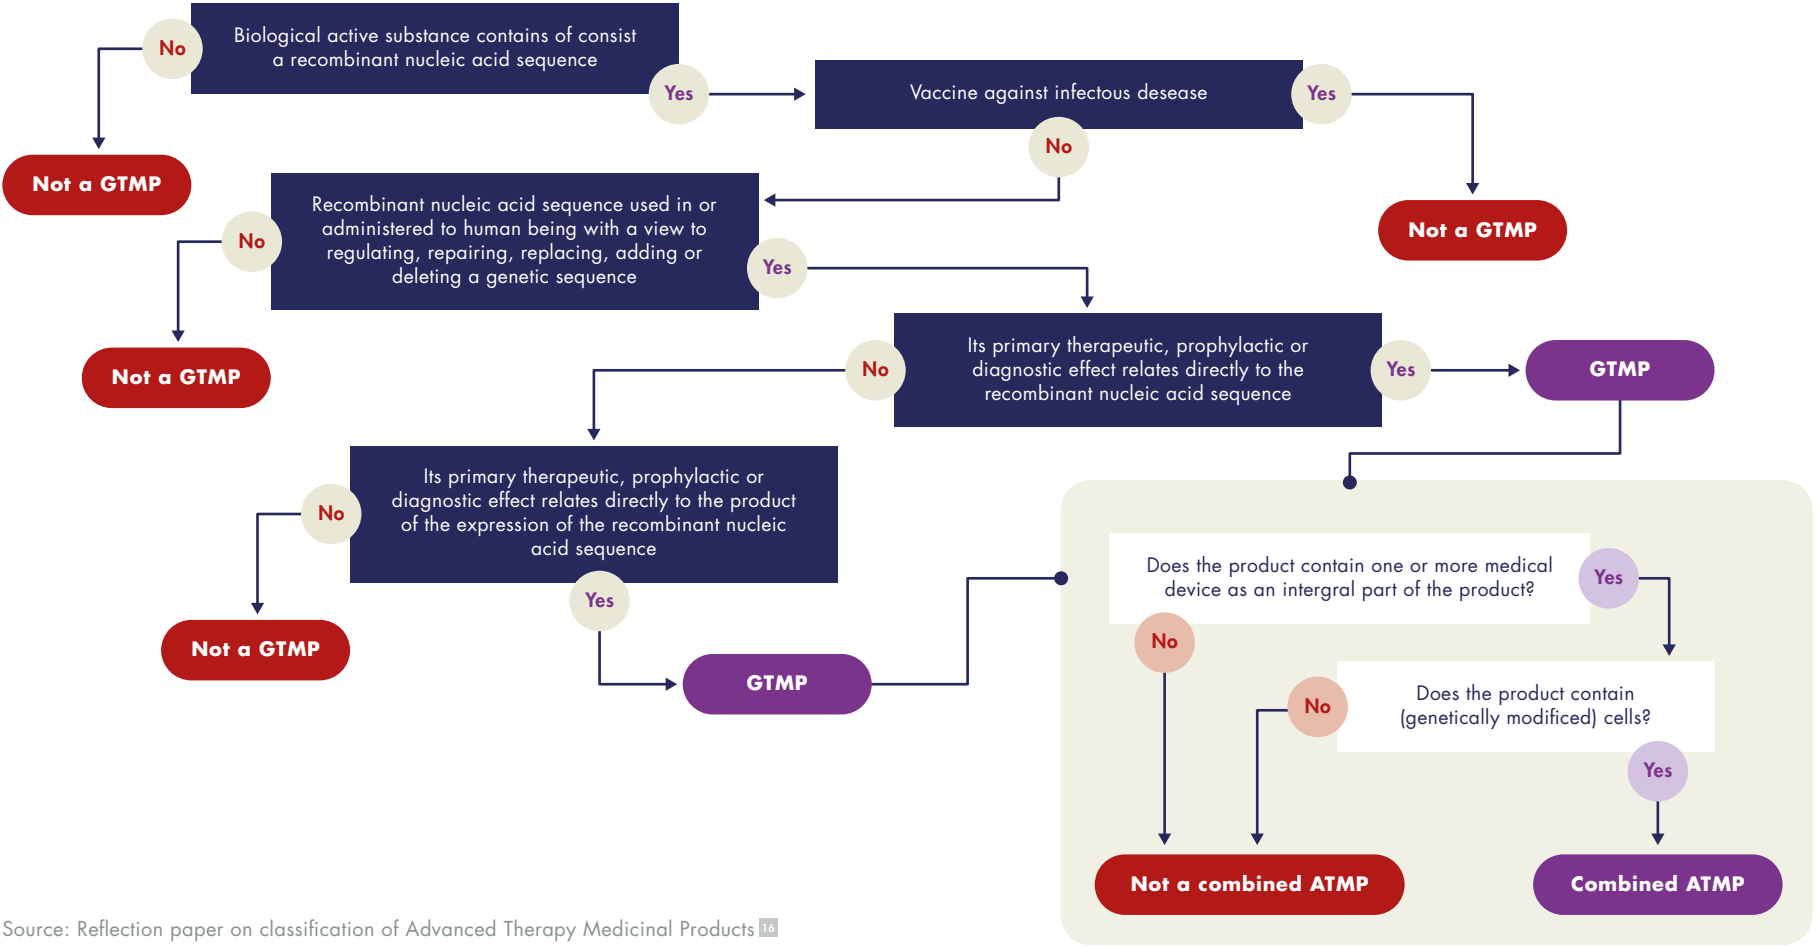 Biological active substance contains of consist
a recombinant nucleic acid sequence
No
Yes
Vaccine against infectous desease
Yes
No
Not a GTMP
Not a GTMP
Recombinant nucleic acid sequence used in or
administered to human being with a view to
regulating, repairing, replacing, adding or
deleting a genetic sequence
No
Yes
Not a GTMP
Its primary therapeutic, prophylactic or
diagnostic effect relates directly to the
recombinant nucleic acid sequence
No
Yes
GTMP
Its primary therapeutic, prophylactic or
diagnostic effect relates directly to the product
of the expression of the recombinant nucleic
acid sequence
No
Yes
Not a GTMP
GTMP
Does the product contain one or more medical
device as an intergral part of the product?
Yes
No
Does the product contain
(genetically modificed) cells?
No
Yes
Not a combined ATMP
Combined ATMP
Source: Reflection paper on classification of Advanced Therapy Medicinal Products 16